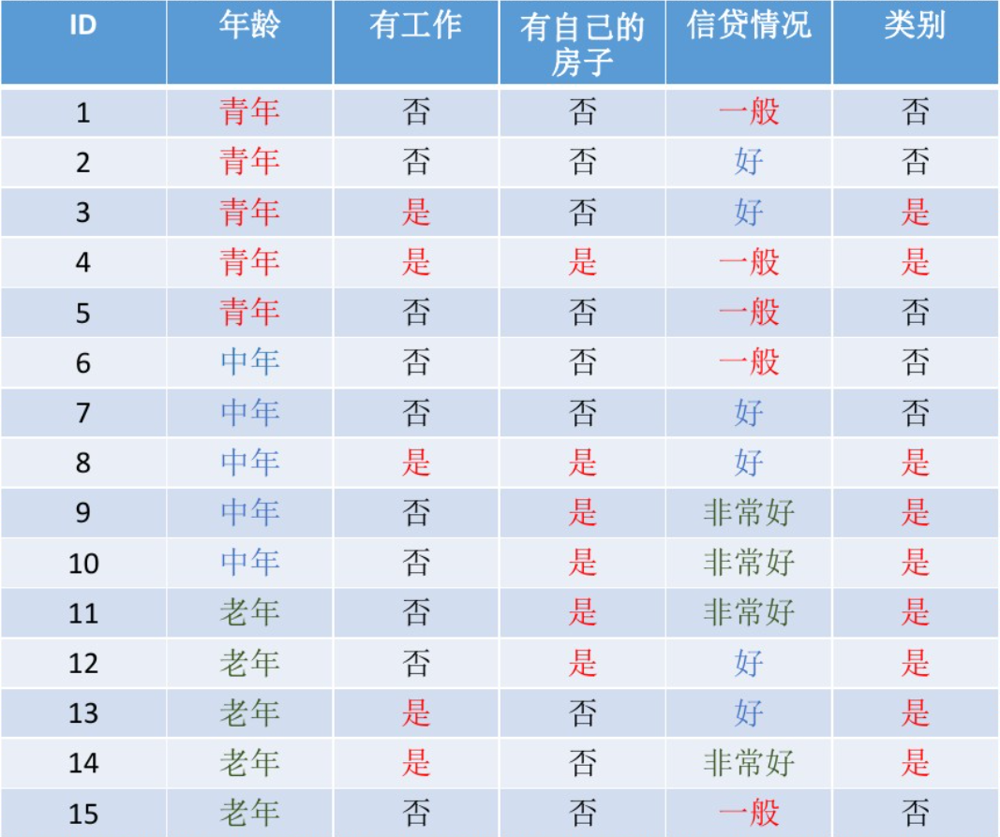 ID 年龄 有工作 有自己的房子 信贷情况 类别
1 青年 否 否 一般 否
2 青年 否 否 好 否
3 青年 是 否 好 是
4 青年 是 是 一般 是
5 青年 否 否 一般 否
6 中年 否 否 一般 否
7 中年 否 否 好 否
8 中年 是 是 好 是
9 中年 否 是 非常好 是
10 中年 否 是 非常好 是
11 老年 否 是 非常好 是
12 老年 否 是 好 是
13 老年 是 否 好 是
14 老年 是 否 非常好 是
15 老年 否 否 一般 否